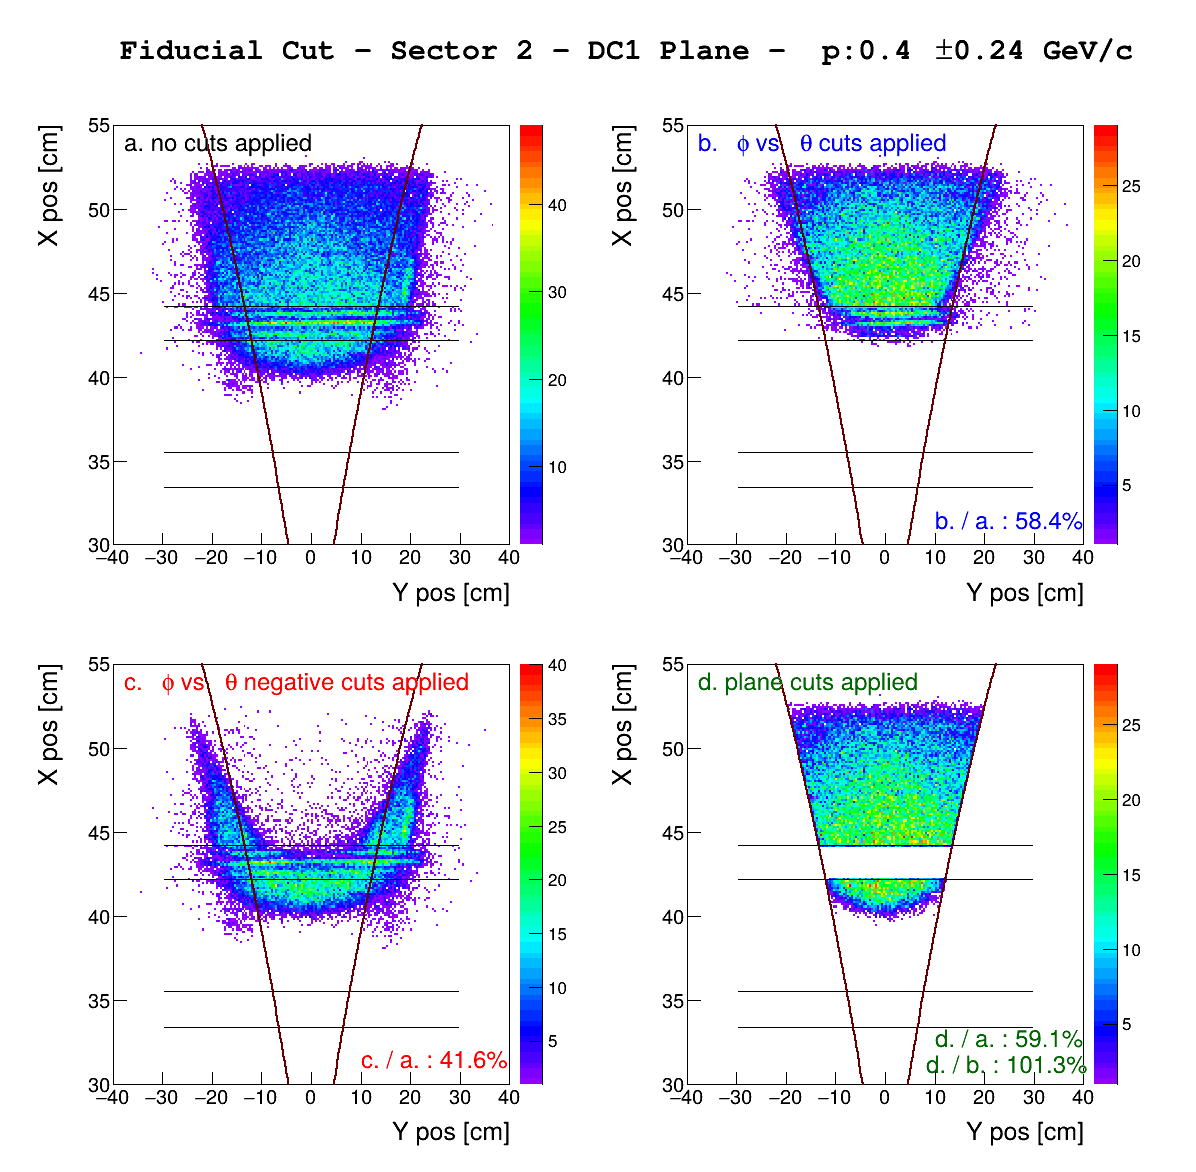 Fiducial Cut – Sector 2 – DC1 Plane – p:0.4 ±0.24 GeV/c
a. no cuts applied
X pos [cm]
55
50
45
40
35
30
−40 −30 −20 −10 0 10 20 30 40
Y pos [cm]
40
30
20
10
b. ϕ vs θ cuts applied
X pos [cm]
55
50
45
40
35
30
b. / a. : 58.4%
−40 −30 −20 −10 0 10 20 30 40
Y pos [cm]
25
20
15
10
5
c. ϕ vs θ negative cuts applied
X pos [cm]
55
50
45
40
35
30
c. / a. : 41.6%
−40 −30 −20 −10 0 10 20 30 40
Y pos [cm]
40
35
30
25
20
15
10
5
d. plane cuts applied
X pos [cm]
55
50
45
40
35
30
d. / a. : 59.1%
d. / b. : 101.3%
−40 −30 −20 −10 0 10 20 30 40
Y pos [cm]
25
20
15
10
5